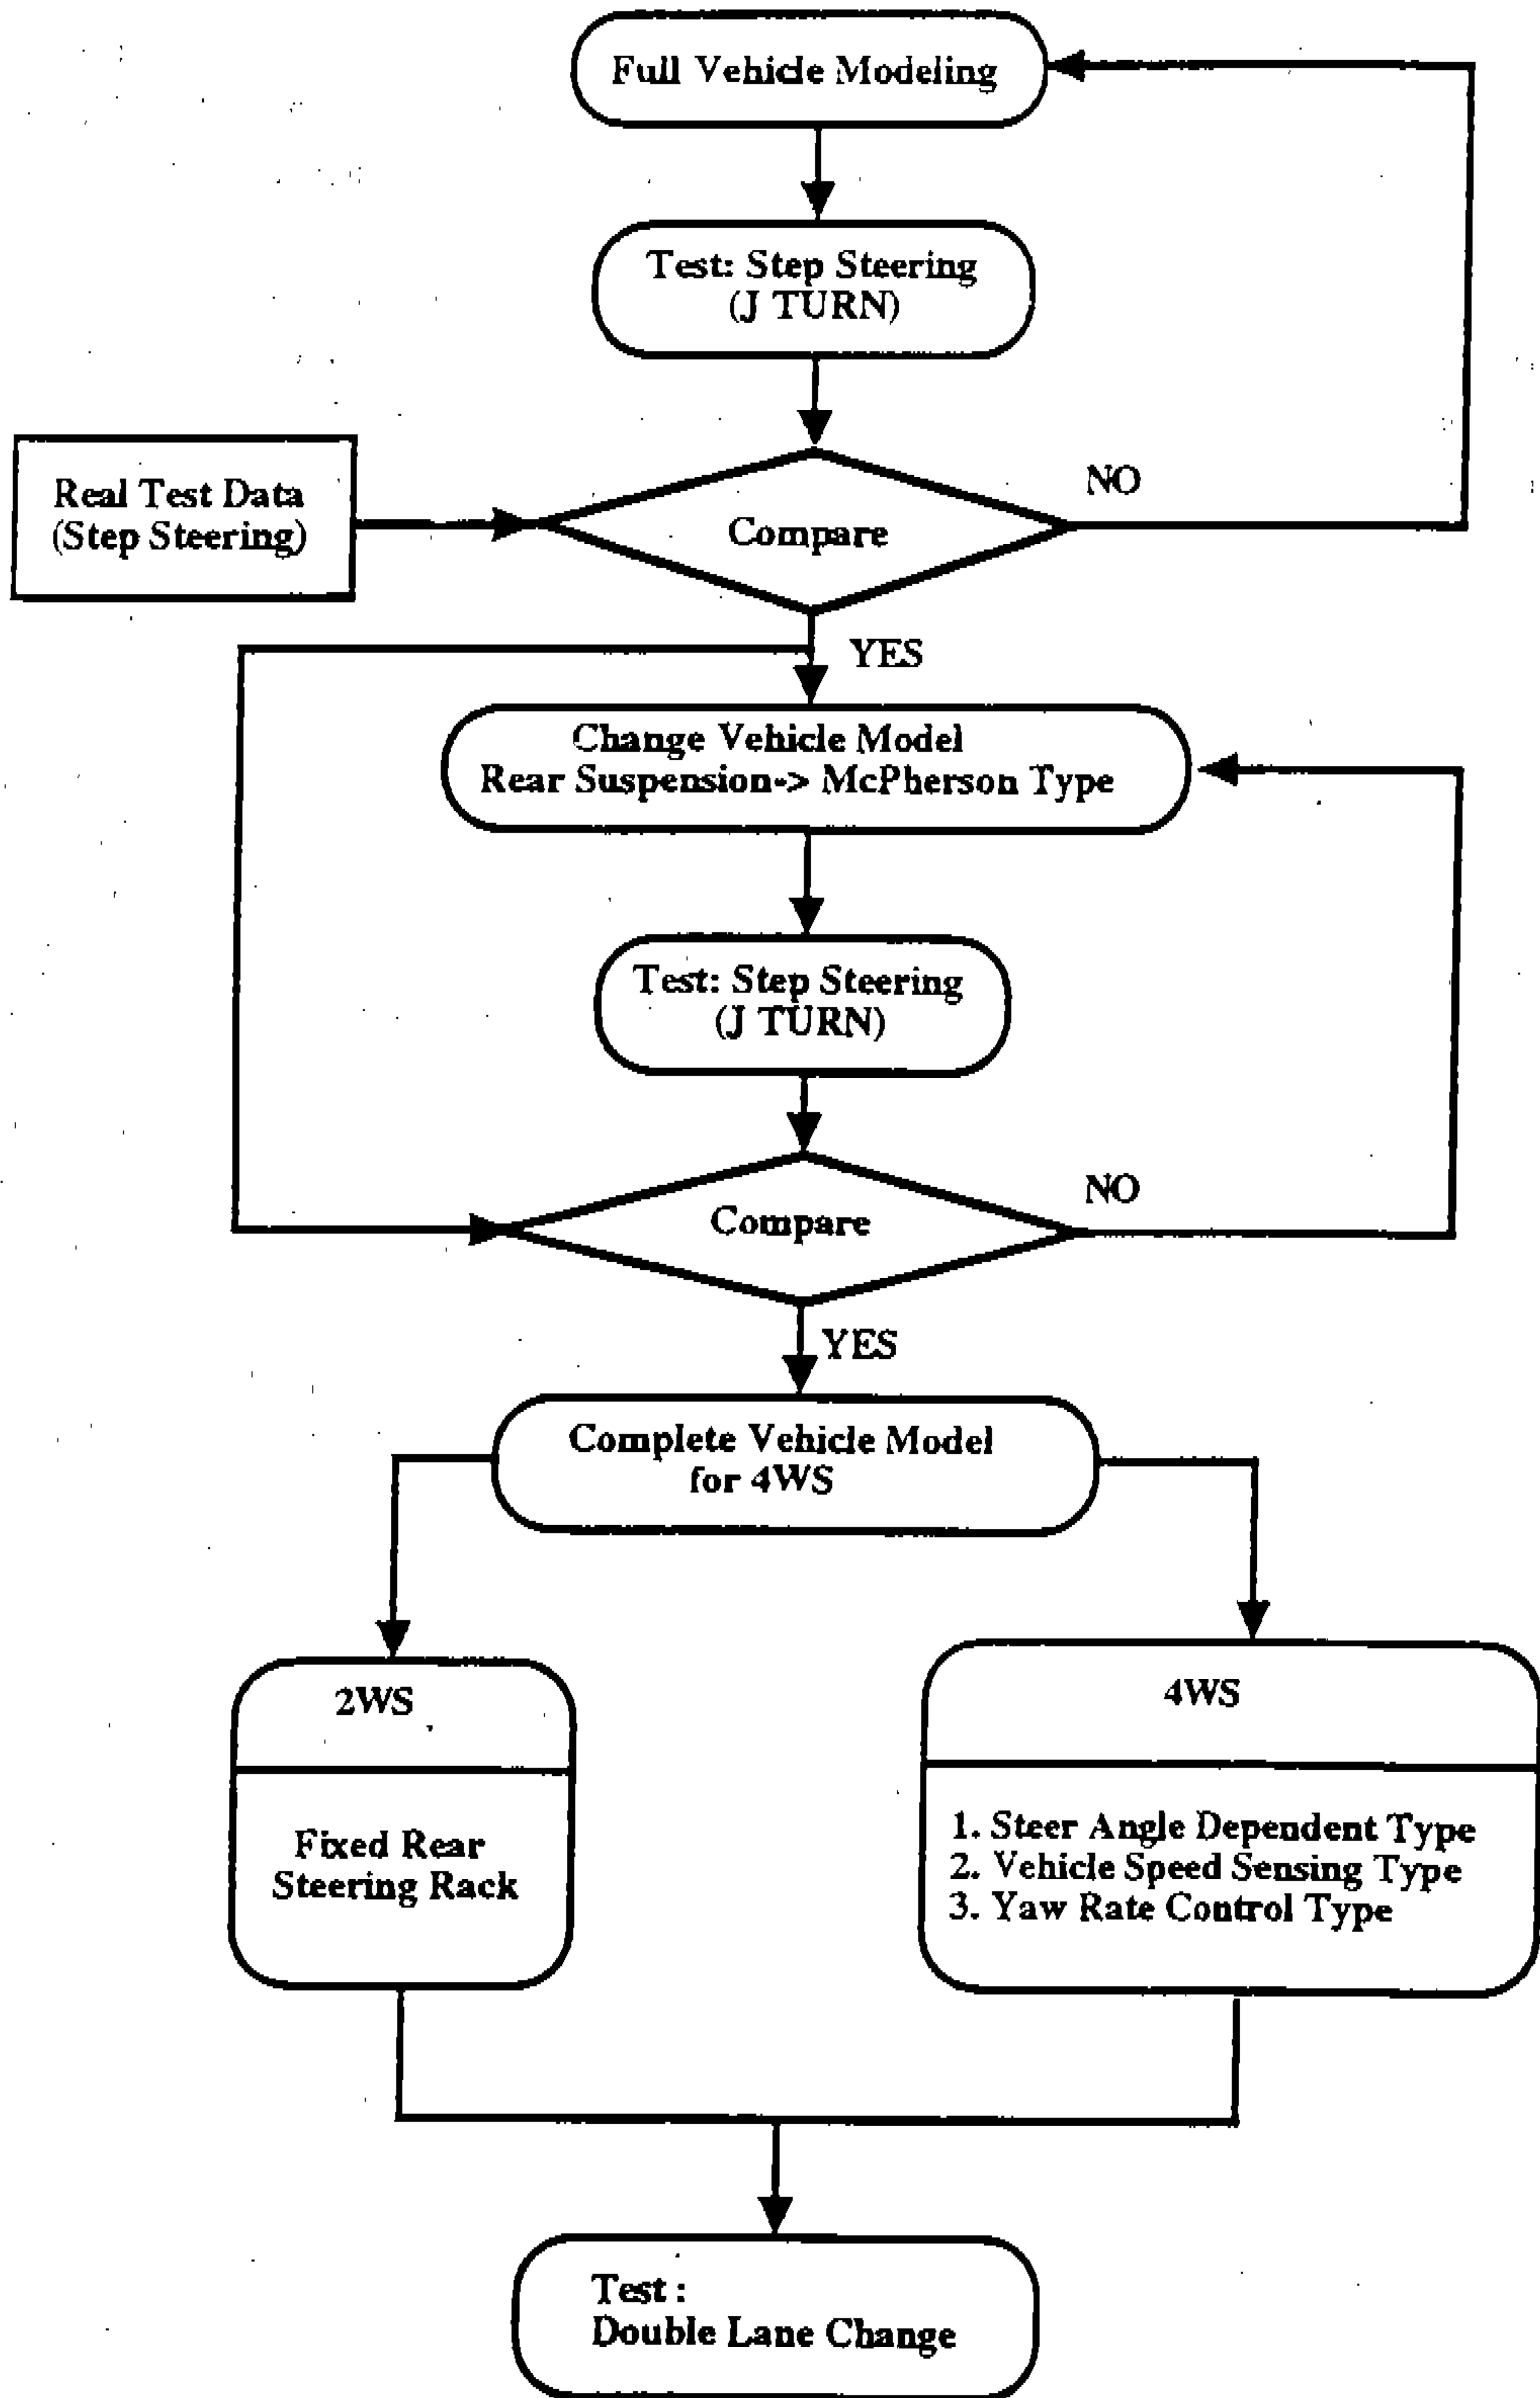 Full Vehicle Modeling
Test: Step Steering
(J TURN)
Real Test Data
(Step Steering)
Compare
NO
YES
Change Vehicle Model
Rear Suspension-> McPherson Type
Test: Step Steering
(J TURN)
Compare
NO
YES
Complete Vehicle Model
for 4WS
2WS
Fixed Rear
Steering Rack
4WS
1. Steer Angle Dependent Type
2. Vehicle Speed Sensing Type
3. Yaw Rate Control Type
Test :
Double Lane Change